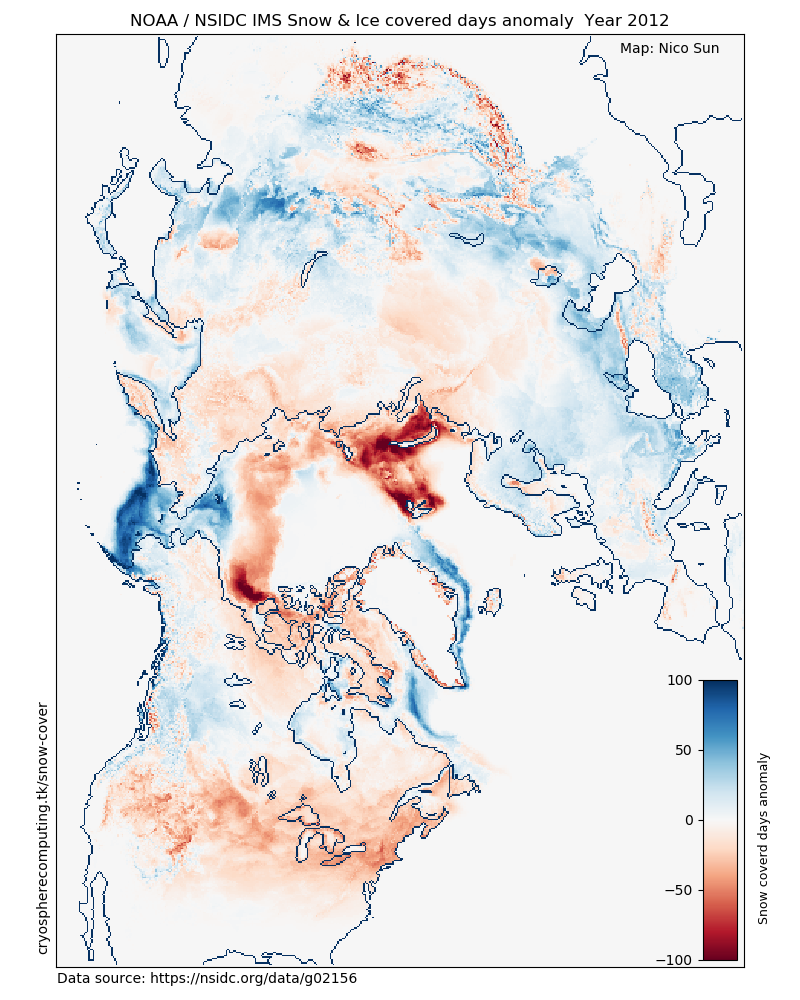 NOAA / NSIDC IMS Snow & Ice covered days anomaly  Year 2012
Map: Nico Sun
cryospherecomputing.tk/snow-cover
100
50
0
−50
−100
Snow coverd days anomaly
Data source: https://nsidc.org/data/g02156